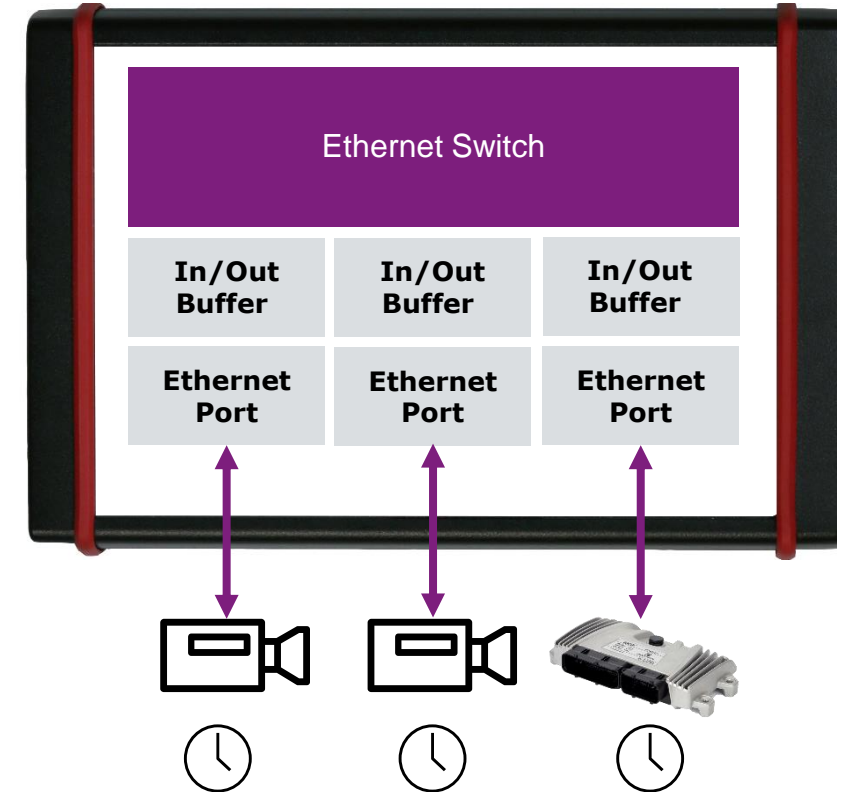 Ethernet Switch
In/Out
Buffer
In/Out
Buffer
In/Out
Buffer
Ethernet
Port
Ethernet
Port
Ethernet
Port